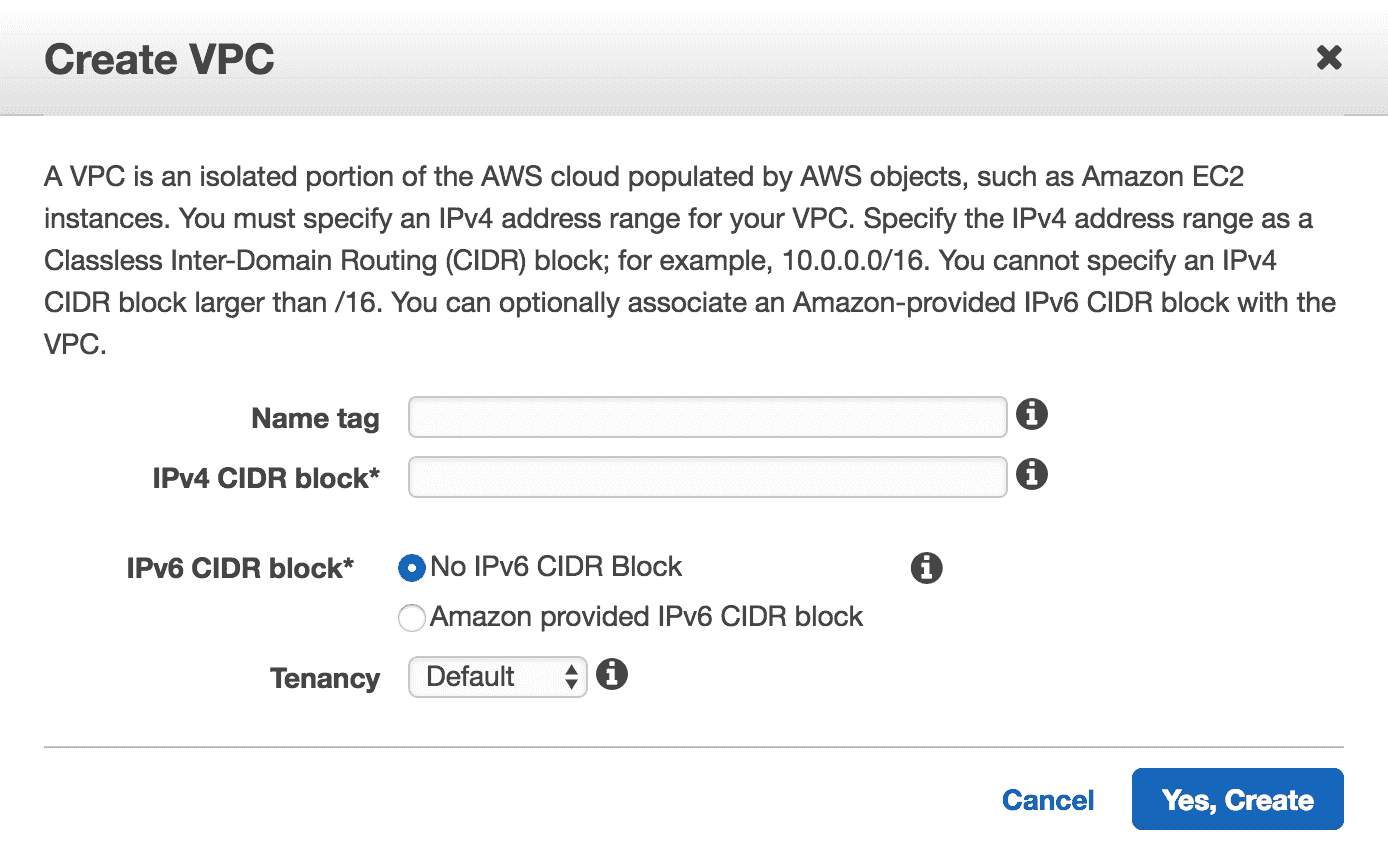 Create VPC
A VPC is an isolated portion of the AWS cloud populated by AWS objects, such as Amazon EC2
instances. You must specify an IPv4 address range for your VPC. Specify the IPv4 address range as a
Classless Inter-Domain Routing (CIDR) block; for example, 10.0.0.0/16. You cannot specify an IPv4
CIDR block larger than /16. You can optionally associate an Amazon-provided IPv6 CIDR block with the
VPC.
Name tag
IPv4 CIDR block*
IPv6 CIDR block* No IPv6 CIDR Block
Amazon provided IPv6 CIDR block
Tenancy Default
Cancel Yes, Create